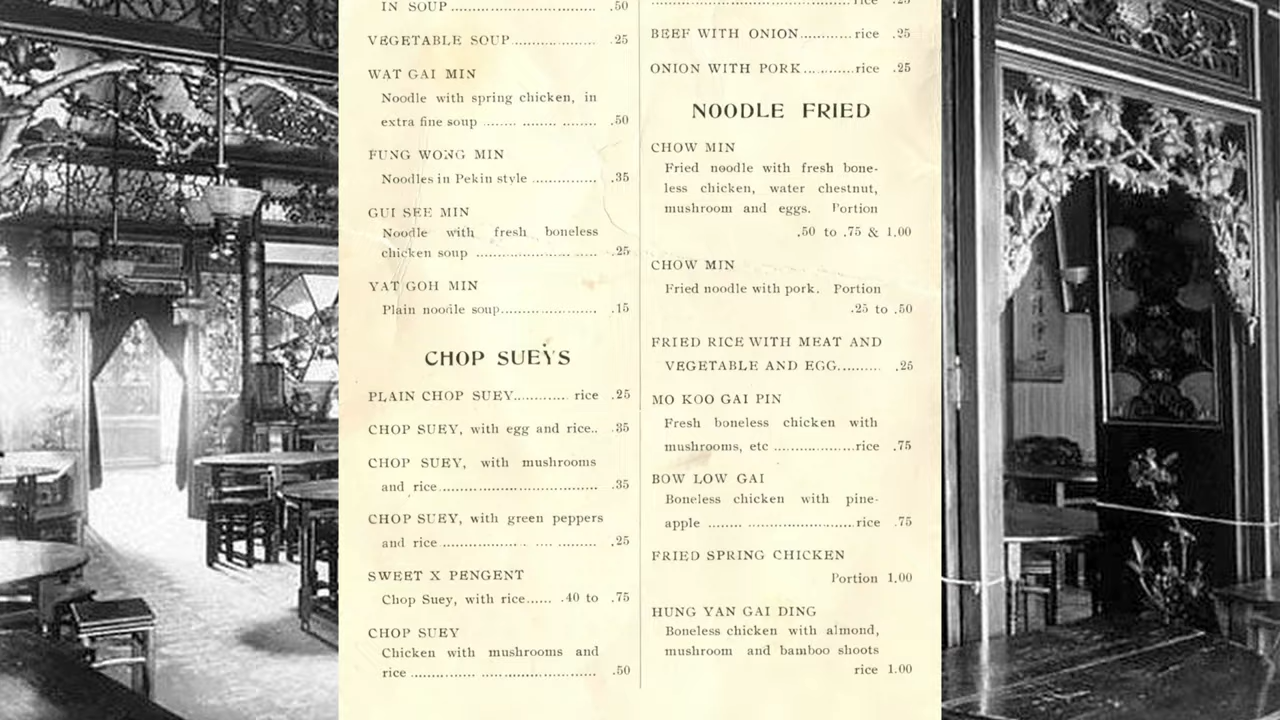 IN SOUP .50
VEGETABLE SOUP .25
WAT GAI MIN
Noodle with spring chicken, in
extra fine soup .50
FUNG WONG MIN
Noodles in Pekin style .35
GUI SEE MIN
Noodle with fresh boneless
chicken soup .25
YAT GOH MIN
Plain noodle soup .15
CHOP SUEYS
PLAIN CHOP SUEY rice .25
CHOP SUEY, with egg and rice.. .35
CHOP SUEY, with mushrooms
and rice .35
CHOP SUEY, with green peppers
and rice .25
SWEET X PENGENT
Chop Suey, with rice .40 to .75
CHOP SUEY
Chicken with mushrooms and
rice .50
rice .25
BEEF WITH ONION rice .25
ONION WITH PORK rice .25
NOODLE FRIED
CHOW MIN
Fried noodle with fresh bone-
less chicken, water chestnut,
mushroom and eggs. Portion
.50 to .75 & 1.00
CHOW MIN
Fried noodle with pork. Portion
.25 to .50
FRIED RICE WITH MEAT AND
VEGETABLE AND EGG .25
MO KOO GAI PIN
Fresh boneless chicken with
mushrooms, etc rice .75
BOW LOW GAI
Boneless chicken with pine-
apple rice .75
FRIED SPRING CHICKEN
Portion 1.00
HUNG YAN GAI DING
Boneless chicken with almond,
mushroom and bamboo shoots
rice 1.00